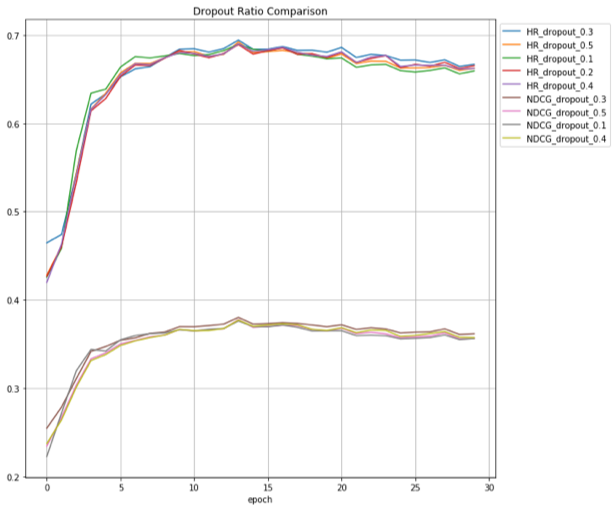 Dropout Ratio Comparison
HR_dropout_0.3
HR_dropout_0.5
HR_dropout_0.1
HR_dropout_0.2
HR_dropout_0.4
NDCG_dropout_0.3
NDCG_dropout_0.5
NDCG_dropout_0.1
NDCG_dropout_0.4
0.7
0.6
0.5
0.4
0.3
0.2
0 5 10 15 20 25 30
epoch